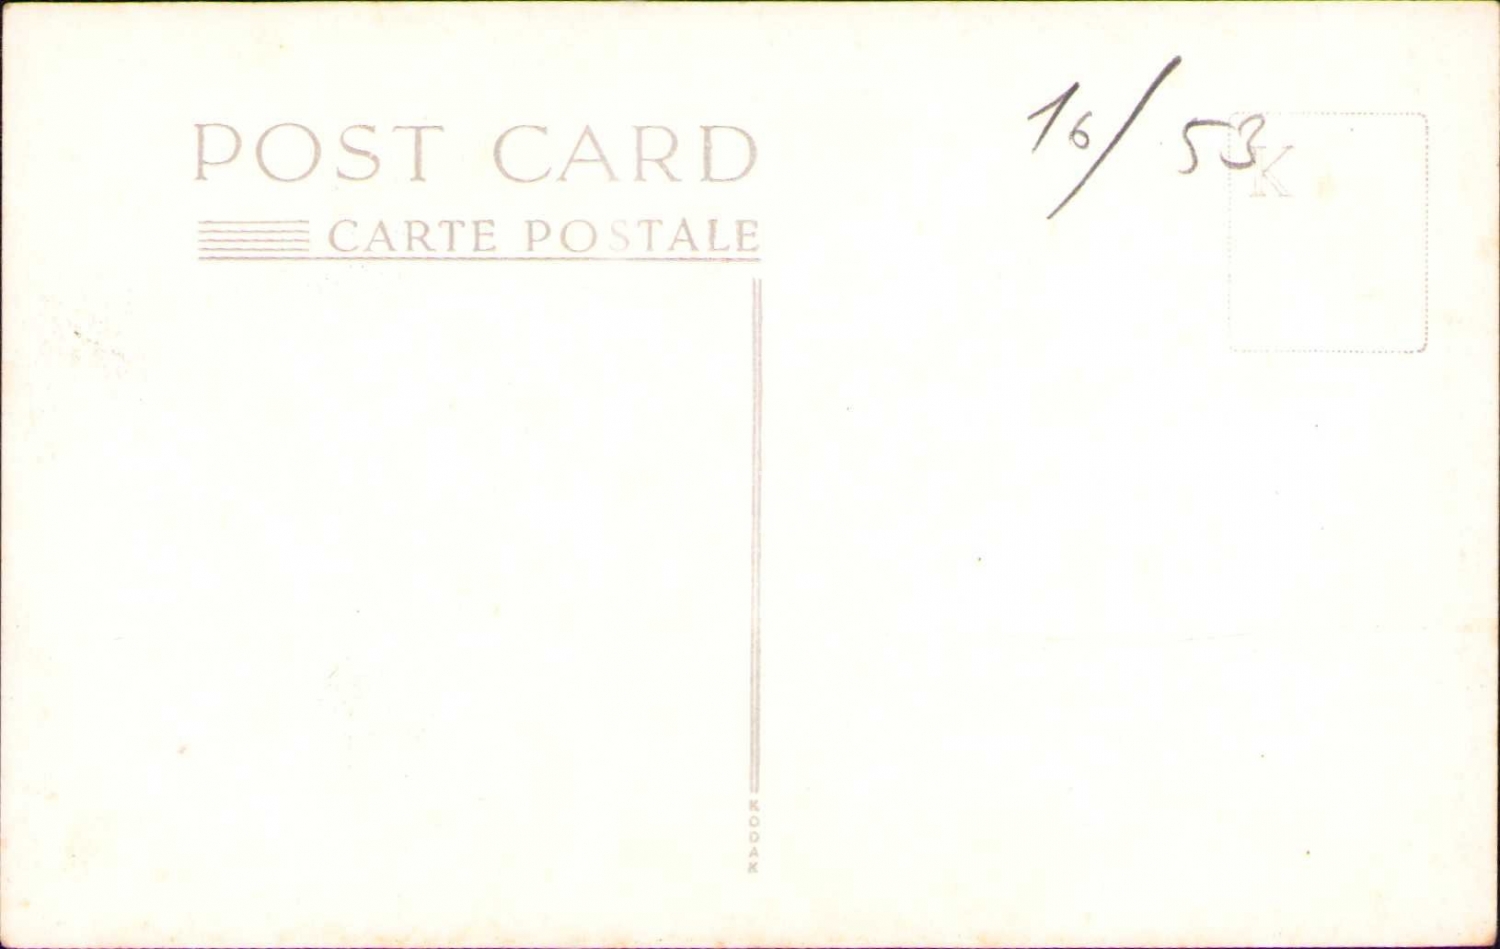 POST CARD
CARTE POSTALE
16/53
K
KODAK